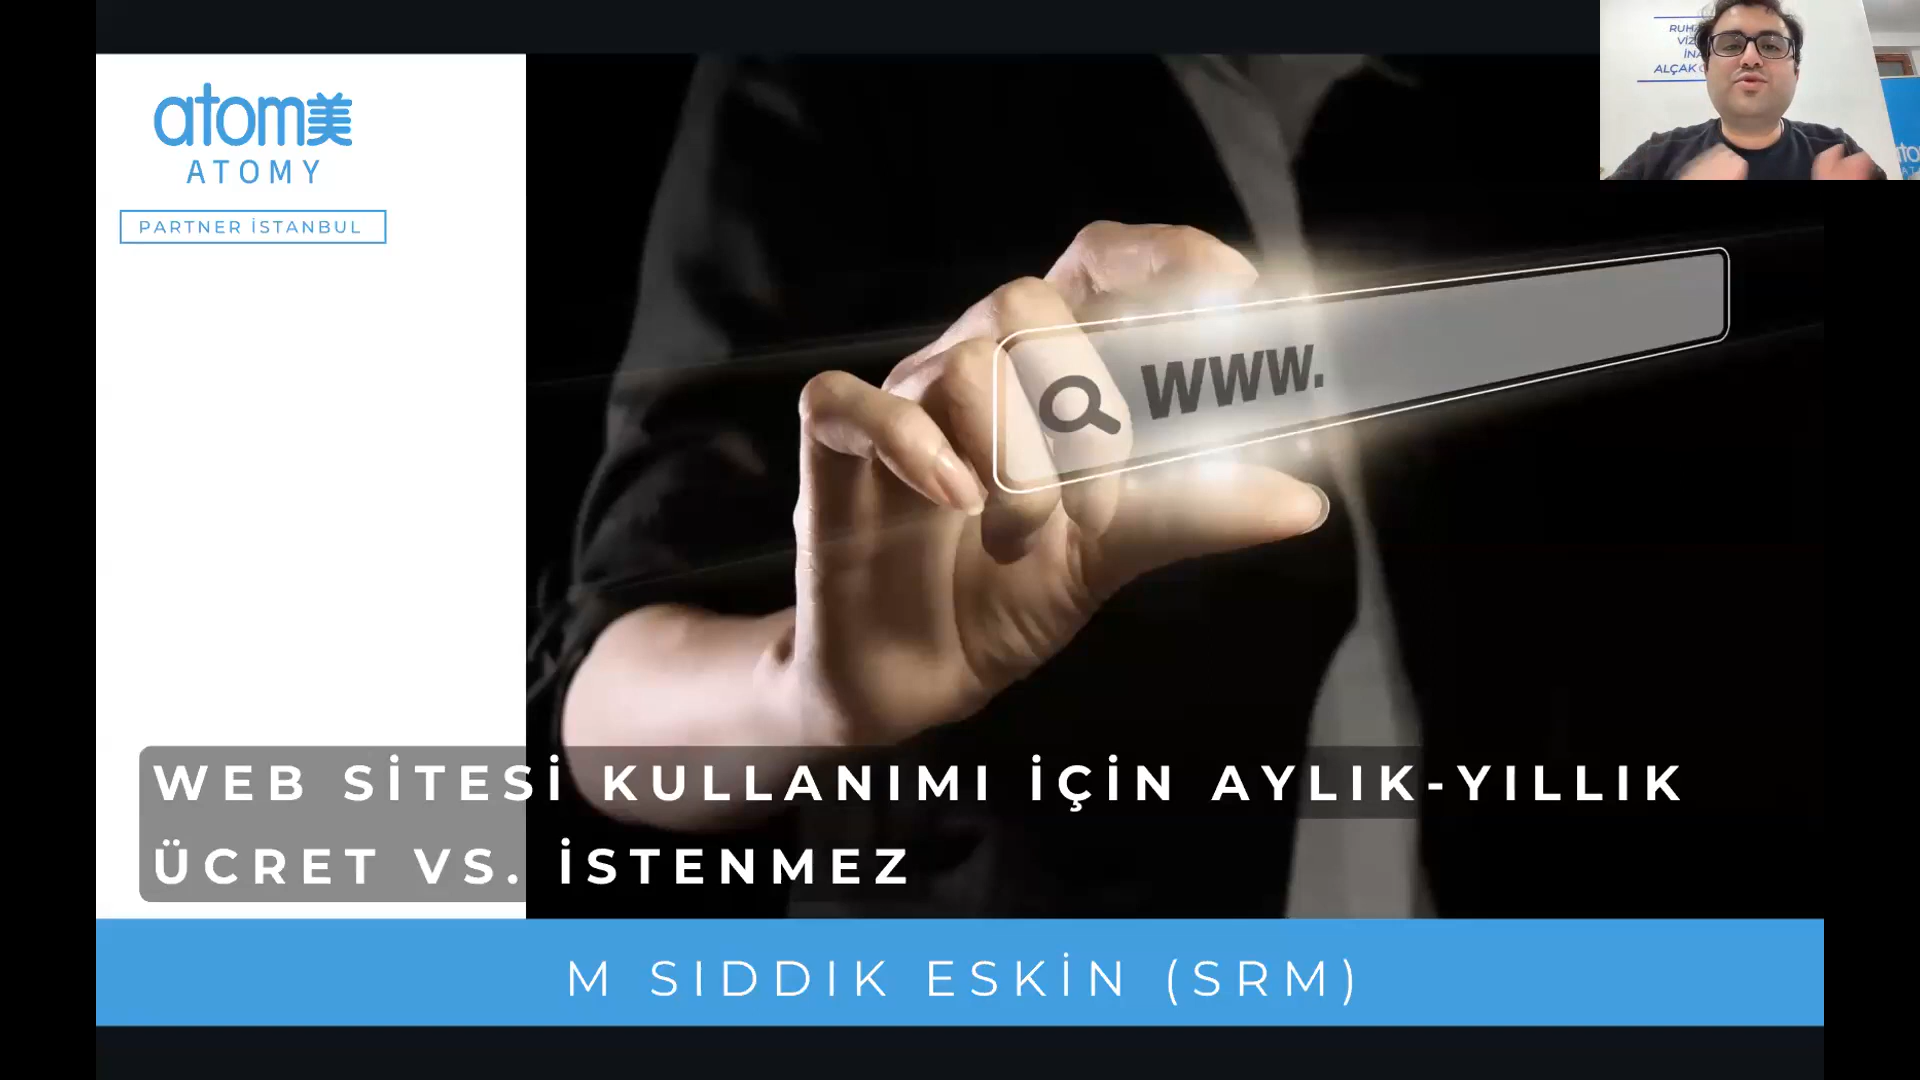 atom美
ATOMY
PARTNER İSTANBUL
WWW.
WEB SİTESİ KULLANIMI İÇİN AYLIK-YILLIK
ÜCRET VS. İSTENMEZ
M SIDDIK ESKİN (SRM)
ALÇAK